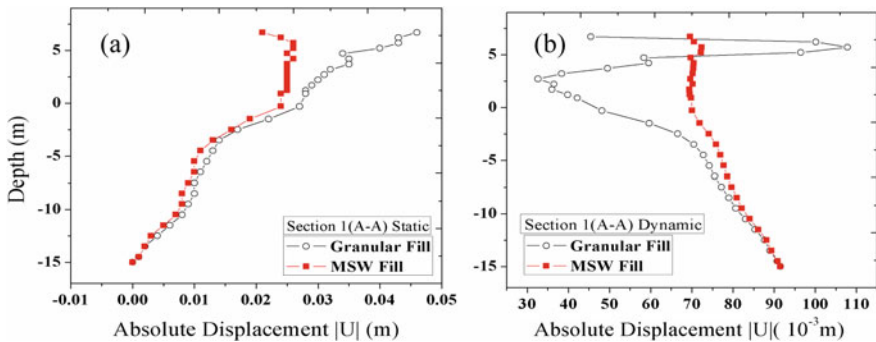 (a)
Depth (m)
5
0
-5
-10
-15
Section 1(A-A) Static
Granular Fill
MSW Fill
-0.01 0.00 0.01 0.02 0.03 0.04 0.05
Absolute Displacement |U| (m)
(b)
5
0
-5
-10
-15
Section 1(A-A) Dynamic
Granular Fill
MSW Fill
30 40 50 60 70 80 90 100 110
Absolute Displacement |U|( 10⁻³m)